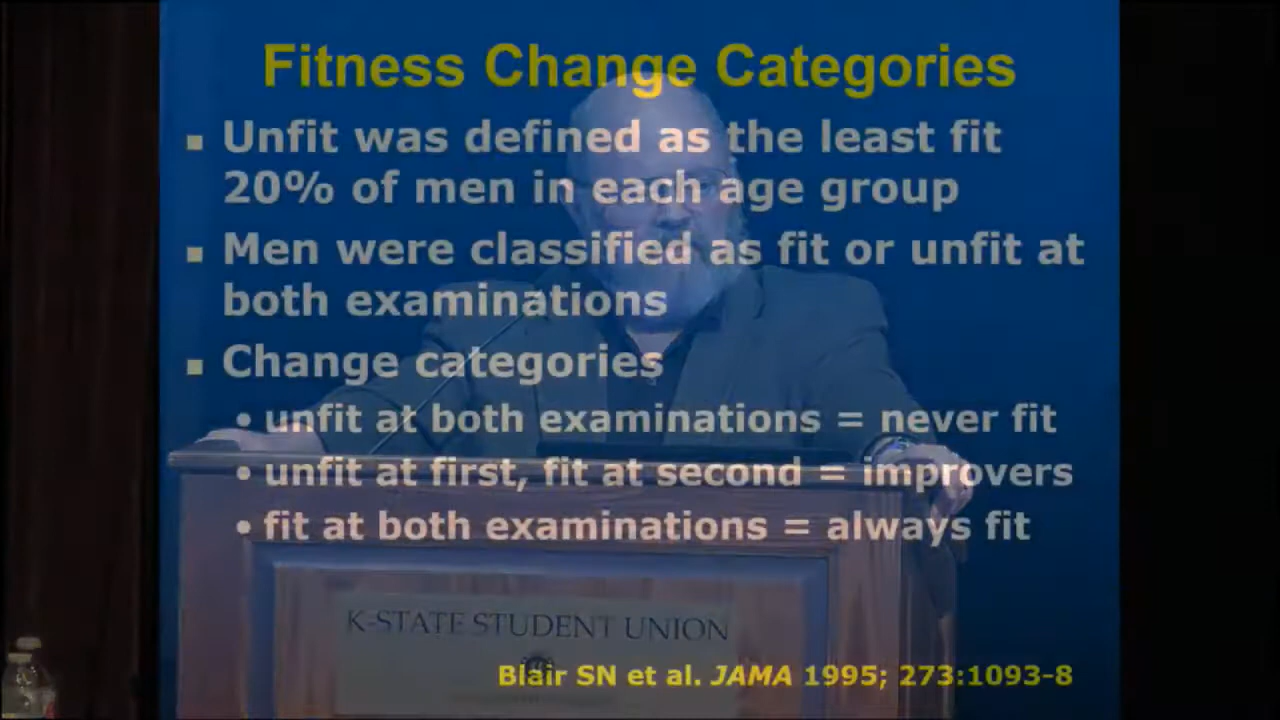 Fitness Change Categories
▪ Unfit was defined as the least fit
20% of men in each age group
▪ Men were classified as fit or unfit at
both examinations
▪ Change categories
• unfit at both examinations = never fit
• unfit at first, fit at second = improvers
• fit at both examinations = always fit
K-STATE STUDENT UNION
Blair SN et al. JAMA 1995; 273:1093-8